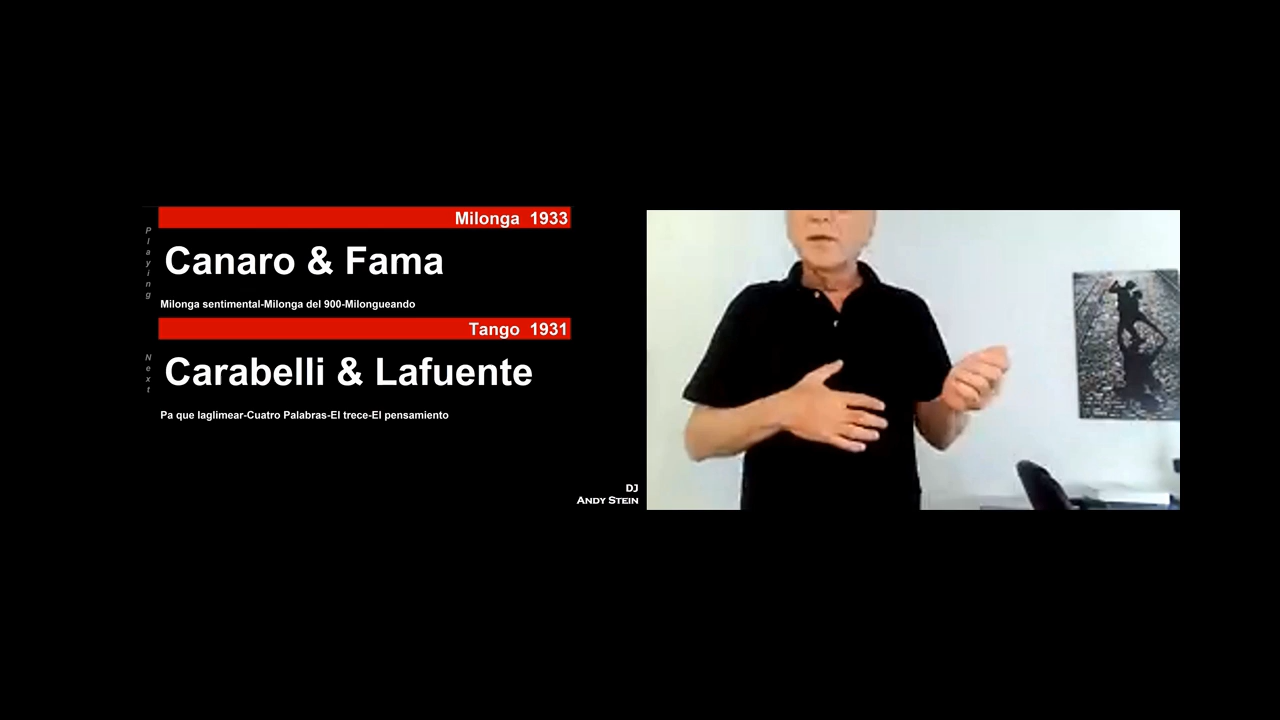 Playing
Milonga 1933
Canaro & Fama
Milonga sentimental-Milonga del 900-Milongueando
Next
Tango 1931
Carabelli & Lafuente
Pa que laglimear-Cuatro Palabras-El trece-El pensamiento
DJ
ANDY STEIN